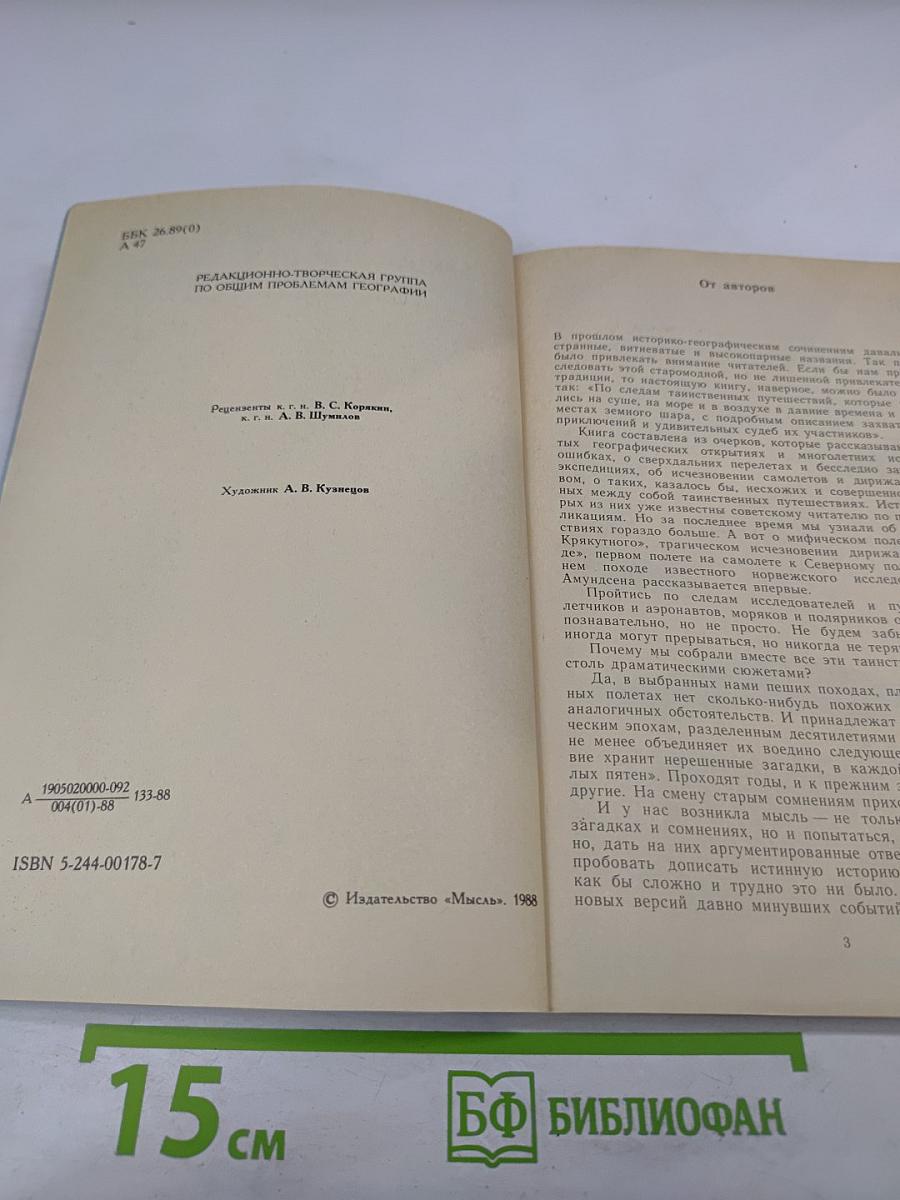 ББК 26.89(0)
А 47
РЕДАКЦИОННО-ТВОРЧЕСКАЯ ГРУППА
ПО ОБЩИМ ПРОБЛЕМАМ ГЕОГРАФИИ
Рецензенты к. г. н. В. С. Корякин,
к. г. н. А. В. Шумилов
Художник А. В. Кузнецов
А 1905020000-092 133-88
004(01)-88
ISBN 5-244-00178-7
© Издательство «Мысль». 1988
От авторов
В прошлом историко-географическим сочинениям давали
странные, витиеватые и высокопарные названия. Так
было привлекать внимание читателей. Если бы нам
следовать этой старомодной, но не лишенной
традиции, то настоящую книгу, наверное, можно было
так: «По следам таинственных путешествий, которые
лись на суше, на море и в воздухе в давние времена и
местах земного шара, с подробным описанием
приключений и удивительных судеб их участников».
Книга составлена из очерков, которые
тых географических открытиях и многолетних
ошибках, о сверхдальних перелетах и бесследно
экспедициях, об исчезновении самолетов и
вом, о таких, казалось бы, несхожих и
ных между собой таинственных путешествиях.
рых из них уже известны советскому читателю по
ликациям. Но за последнее время мы узнали об
ствиях гораздо больше. А вот о мифическом
Крякутного», трагическом исчезновении
де», первом полете на самолете к Северному
нем походе известного норвежского
Амундсена рассказывается впервые.
Пройтись по следам исследователей и
летчиков и аэронавтов, моряков и полярников
познавательно, но не просто. Не будем
иногда могут прерываться, но никогда не
Почему мы собрали вместе все эти
столь драматическими сюжетами?
Да, в выбранных нами пеших походах,
ных полетах нет сколько-нибудь похожих
аналогичных обстоятельств. И принадлежат
ческим эпохам, разделенным десятилетиями
не менее объединяет их воедино
вие хранит нерешенные загадки, в каждой
лых пятен». Проходят годы, и к прежним
другие. На смену старым сомнениям
И у нас возникла мысль — не
загадках и сомнениях, но и попытаться,
но, дать на них аргументированные
пробовать дописать истинную историю
как бы сложно и трудно это ни было.
новых версий давно минувших событий
3
15 см
БФ БИБЛИОФАН